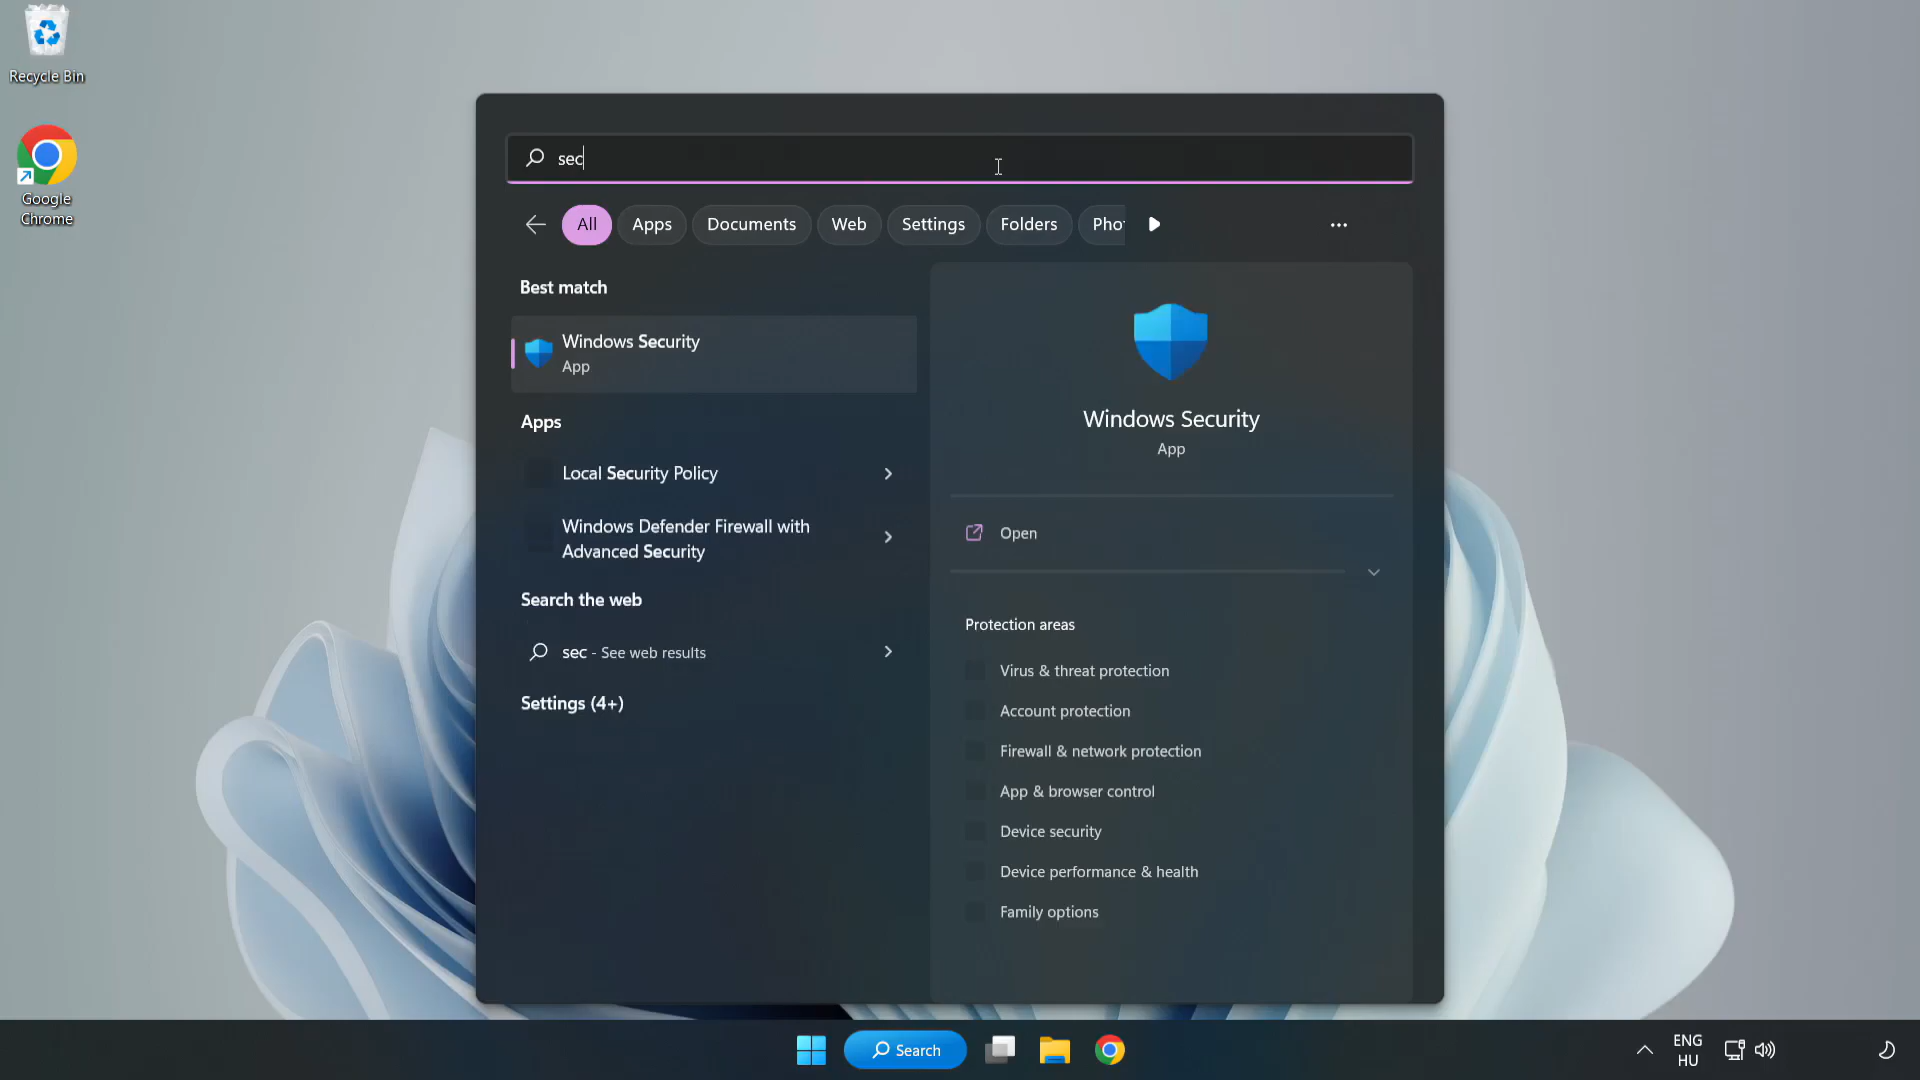 Recycle Bin
Google
Chrome
sec
All
Apps
Documents
Web
Settings
Folders
Pho
Best match
Windows Security
App
Apps
Local Security Policy
Windows Defender Firewall with
Advanced Security
Search the web
sec - See web results
Settings (4+)
Windows Security
App
Open
Protection areas
Virus & threat protection
Account protection
Firewall & network protection
App & browser control
Device security
Device performance & health
Family options
Search
ENG
HU